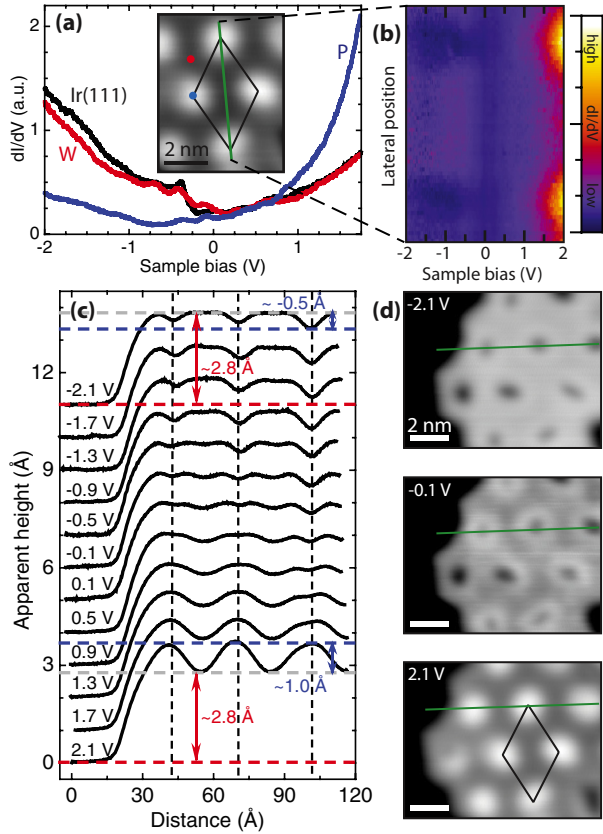 (a)
dI/dV (a.u.)
2
1
0
Ir(111)
W
P
2 nm
-2 -1 0 1
Sample bias (V)
(b)
Lateral position
-2 -1 0 1 2
Sample bias (V)
high
dI/dV
low
(c)
~ -0.5 Å
~2.8 Å
-2.1 V
-1.7 V
-1.3 V
-0.9 V
-0.5 V
-0.1 V
0.1 V
0.5 V
0.9 V
1.3 V
1.7 V
2.1 V
~1.0 Å
~2.8 Å
Apparent height (Å)
12
9
6
3
0
0 30 60 90 120
Distance (Å)
(d)
-2.1 V
2 nm
-0.1 V
2.1 V